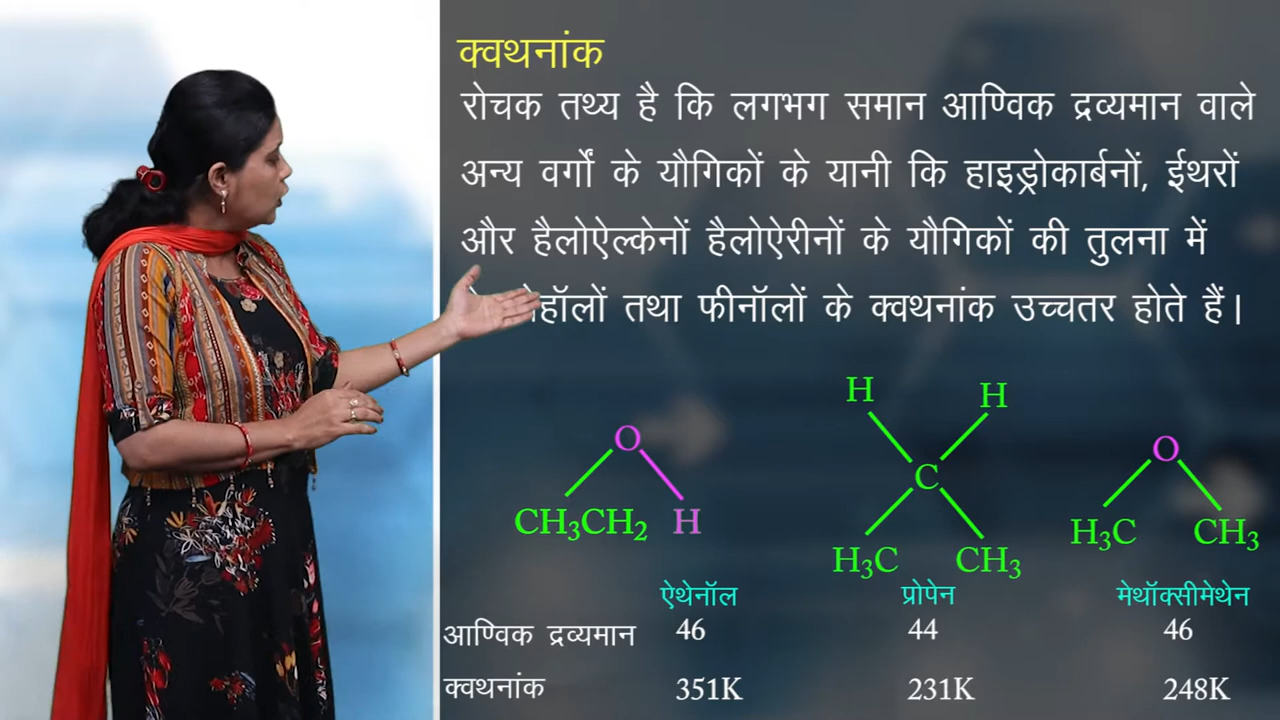 क्वथनांक
रोचक तथ्य है कि लगभग समान आण्विक द्रव्यमान वाले
अन्य वर्गों के यौगिकों के यानी कि हाइड्रोकार्बनों, ईथरों
और हैलोऐल्केनों हैलोऐरीनों के यौगिकों की तुलना में
तथा फीनॉलों के क्वथनांक उच्चतर होते हैं।
H H
O C O
CH₃CH₂ H H₃C CH₃ H₃C CH₃
ऐथेनॉल प्रोपेन मेथॉक्सीमेथेन
आण्विक द्रव्यमान 46 44 46
क्वथनांक 351K 231K 248K